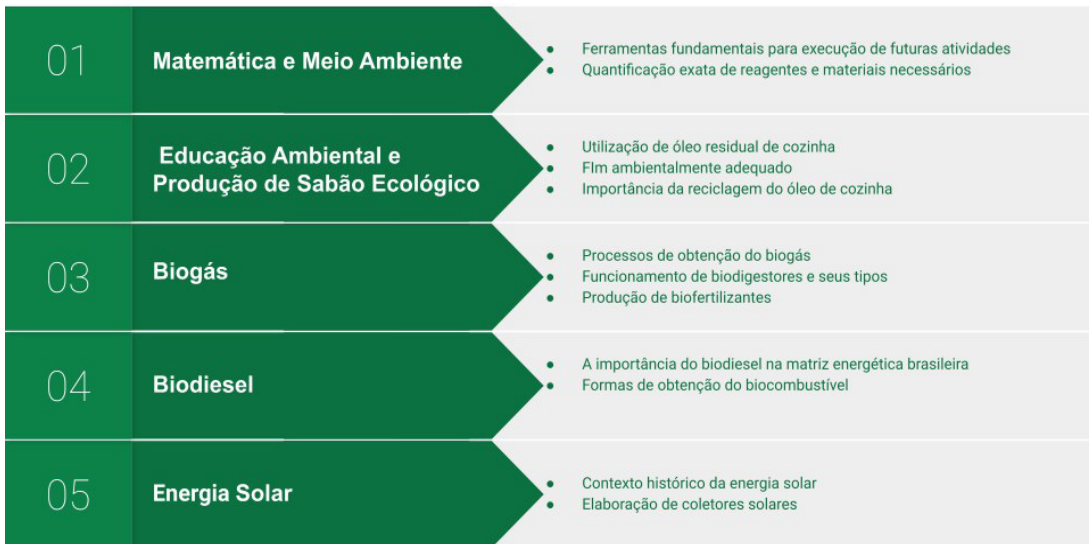 01
Matemática e Meio Ambiente
● Ferramentas fundamentais para execução de futuras atividades
● Quantificação exata de reagentes e materiais necessários
02
Educação Ambiental e
Produção de Sabão Ecológico
● Utilização de óleo residual de cozinha
● FIm ambientalmente adequado
● Importância da reciclagem do óleo de cozinha
03
Biogás
● Processos de obtenção do biogás
● Funcionamento de biodigestores e seus tipos
● Produção de biofertilizantes
04
Biodiesel
● A importância do biodiesel na matriz energética brasileira
● Formas de obtenção do biocombustível
05
Energia Solar
● Contexto histórico da energia solar
● Elaboração de coletores solares